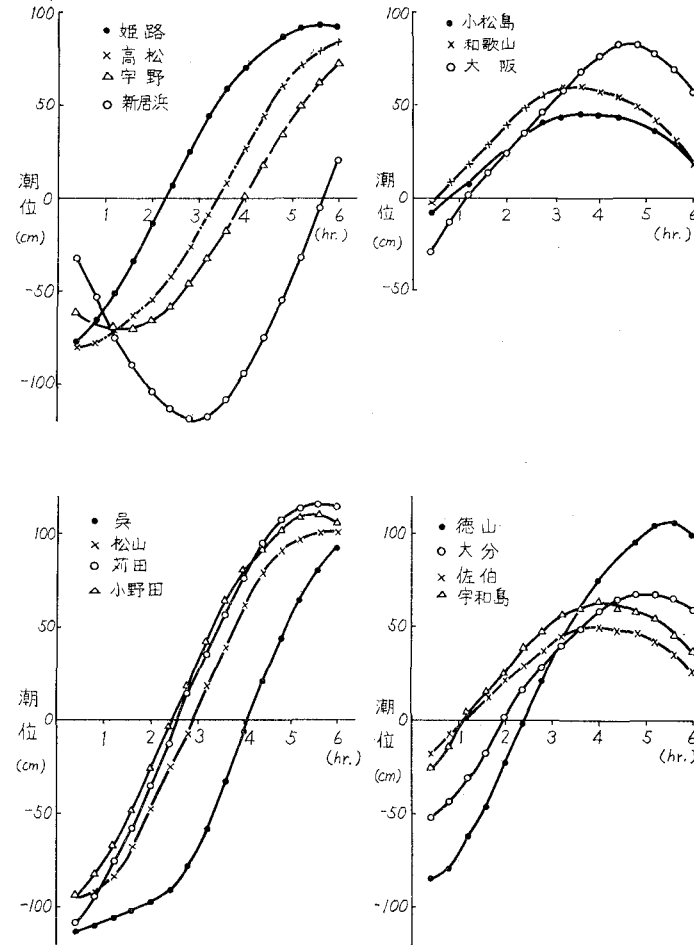 100
50
0
-50
-100
潮
位
(cm)
● 姫路
× 高松
△ 宇野
○ 新居浜
1 2 3 4 5 6
(hr.)
100
50
0
-50
潮
位
(cm)
● 小松島
× 和歌山
○ 大阪
1 2 3 4 5 6
(hr.)
100
50
0
-50
-100
潮
位
(cm)
● 呉
× 松山
○ 苅田
△ 小野田
1 2 3 4 5 6
(hr.)
100
50
0
-50
-100
潮
位
(cm)
● 徳山
○ 大分
× 佐伯
△ 宇和島
1 2 3 4 5 6
(hr.)